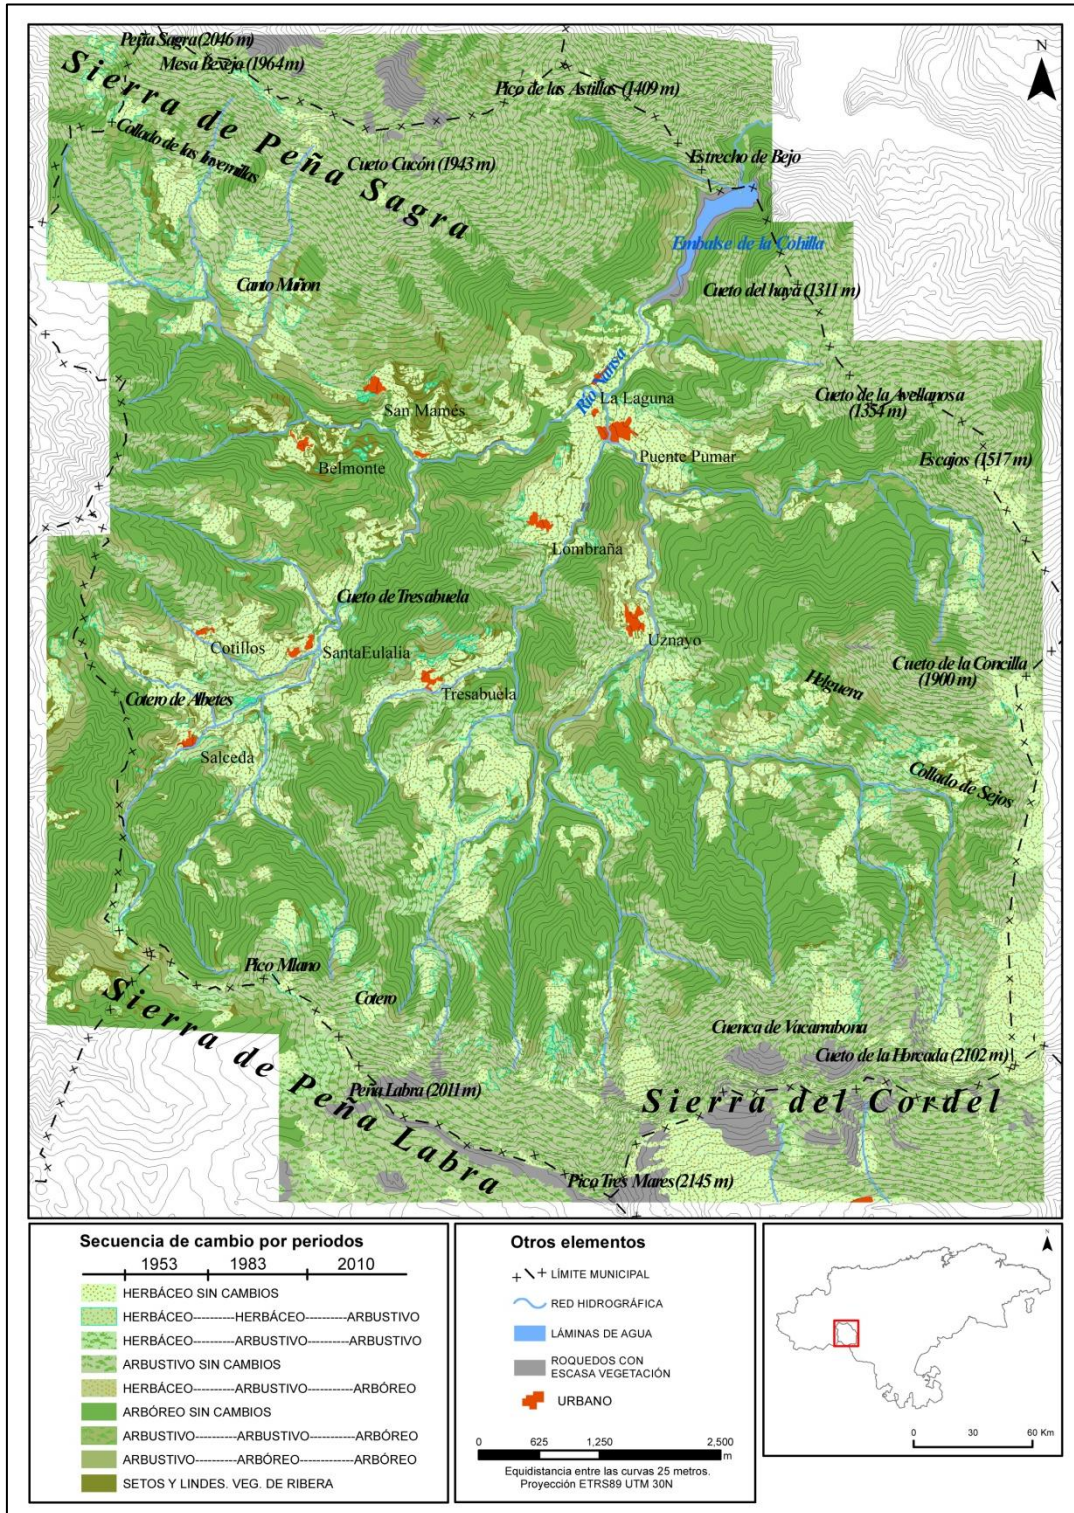 Peña Sagra (2046 m)
Mesa Bexejo (1964 m)
Pico de las Astillas (1409 m)
N
Sierra de Peña Sagra
Collado de las Invernillas
Cueto Cucón (1943 m)
Estrecho de Bejo
Embalse de la Cohilla
Canto Muñon
Cueto del haya (1311 m)
Río Nansa
San Mamés
La Laguna
Cueto de la Avellanosa
(1354 m)
Belmonte
Puente Pumar
Escajos (1517 m)
Lombraña
Cueto de Tresabuela
Cotillos
SantaEulalia
Uznayo
Cueto de la Concilla
(1900 m)
Cotero de Albetes
Tresabuela
Helguera
Salceda
Collado de Sejos
Pico Mlano
Cotero
Cuenca de Vacarrabona
Cueto de la Horcada (2102 m)
Sierra de Peña Labra
Peña Labra (2011 m)
Sierra del Cordel
Pico Tres Mares (2145 m)
Secuencia de cambio por periodos
1953 1983 2010
HERBÁCEO SIN CAMBIOS
HERBÁCEO----------HERBÁCEO----------ARBUSTIVO
HERBÁCEO----------ARBUSTIVO-----------ARBUSTIVO
ARBUSTIVO SIN CAMBIOS
HERBÁCEO----------ARBUSTIVO-----------ARBÓREO
ARBÓREO SIN CAMBIOS
ARBUSTIVO---------ARBUSTIVO-----------ARBÓREO
ARBUSTIVO---------ARBÓREO-----------ARBÓREO
SETOS Y LINDES. VEG. DE RIBERA
Otros elementos
LÍMITE MUNICIPAL
RED HIDROGRÁFICA
LÁMINAS DE AGUA
ROQUEDOS CON
ESCASA VEGETACIÓN
URBANO
0 625 1,250 2,500
m
Equidistancia entre las curvas 25 metros.
Proyección ETRS89 UTM 30N
N
0 30 60 Km